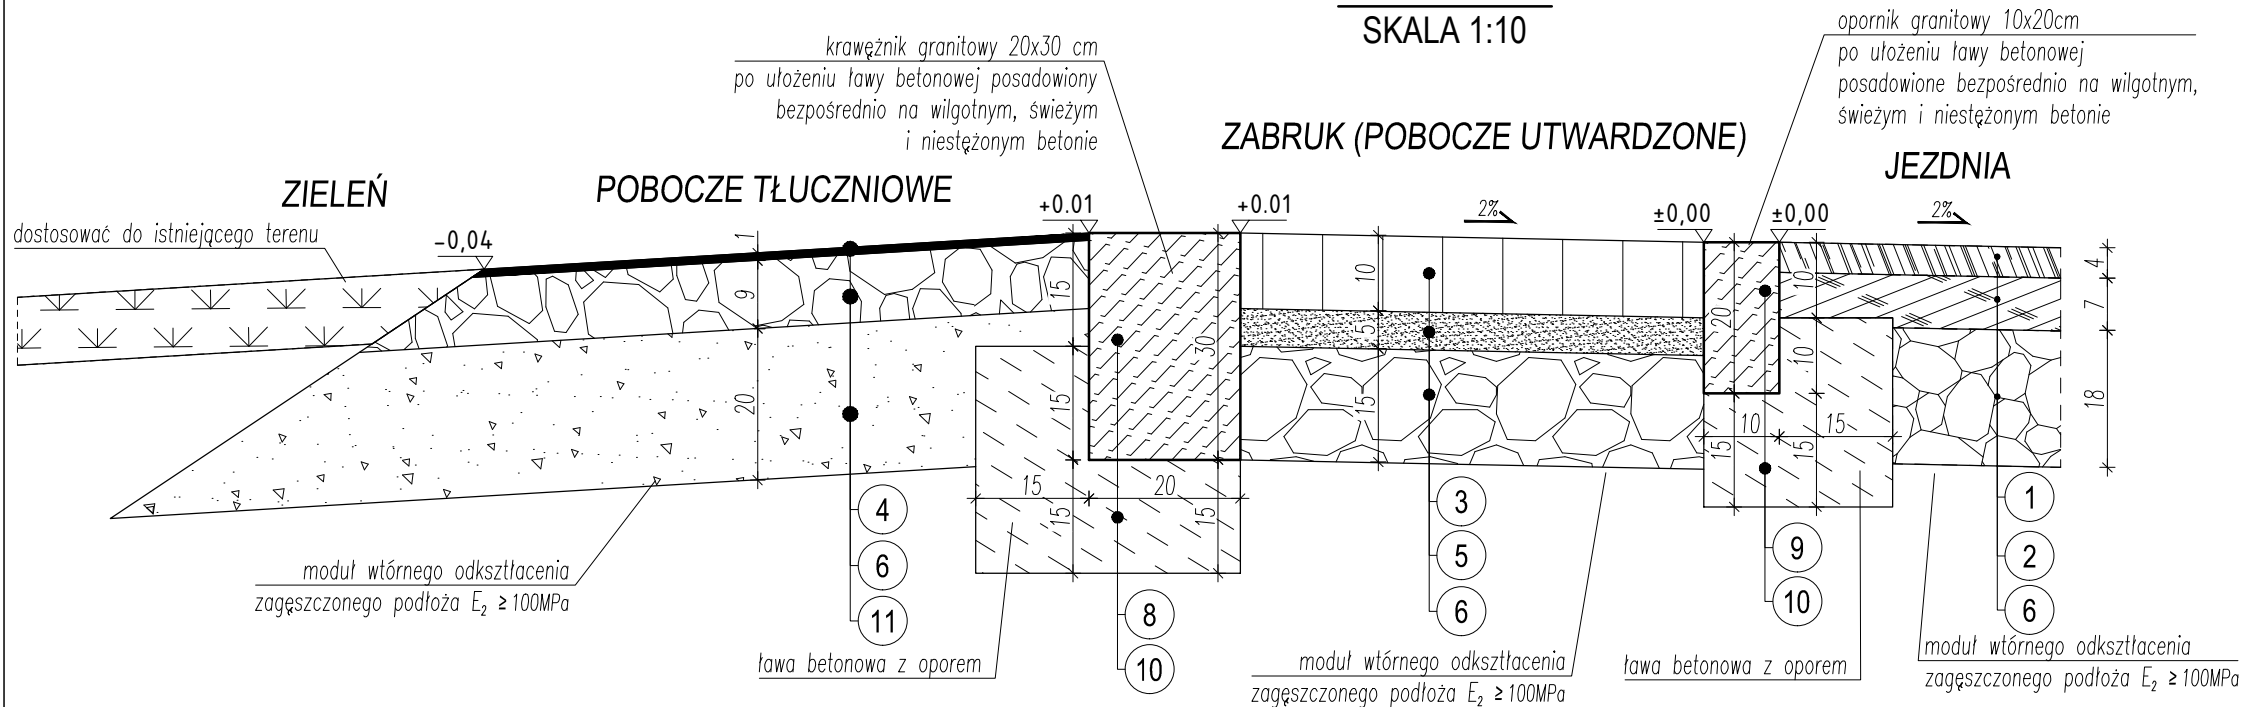 SKALA 1:10
krawężnik granitowy 20x30 cm
po ułożeniu ławy betonowej posadowiony
bezpośrednio na wilgotnym, świeżym
i niestężonym betonie
opornik granitowy 10x20cm
po ułożeniu ławy betonowej
posadowione bezpośrednio na wilgotnym,
świeżym i niestężonym betonie
ZIELEŃ
POBOCZE TŁUCZNIOWE
ZABRUK (POBOCZE UTWARDZONE)
JEZDNIA
dostosować do istniejącego terenu
-0,04
+0.01
+0.01
2%
±0,00
±0,00
2%
1
9
20
15
15
15
30
15
15
20
10
5
15
20
15
10
10
15
10
15
4
7
18
4
6
11
8
10
3
5
6
9
10
1
2
6
moduł wtórnego odkształcenia
zagęszczonego podłoża E₂ ≥100MPa
ława betonowa z oporem
moduł wtórnego odkształcenia
zagęszczonego podłoża E₂ ≥100MPa
ława betonowa z oporem
moduł wtórnego odkształcenia
zagęszczonego podłoża E₂ ≥100MPa